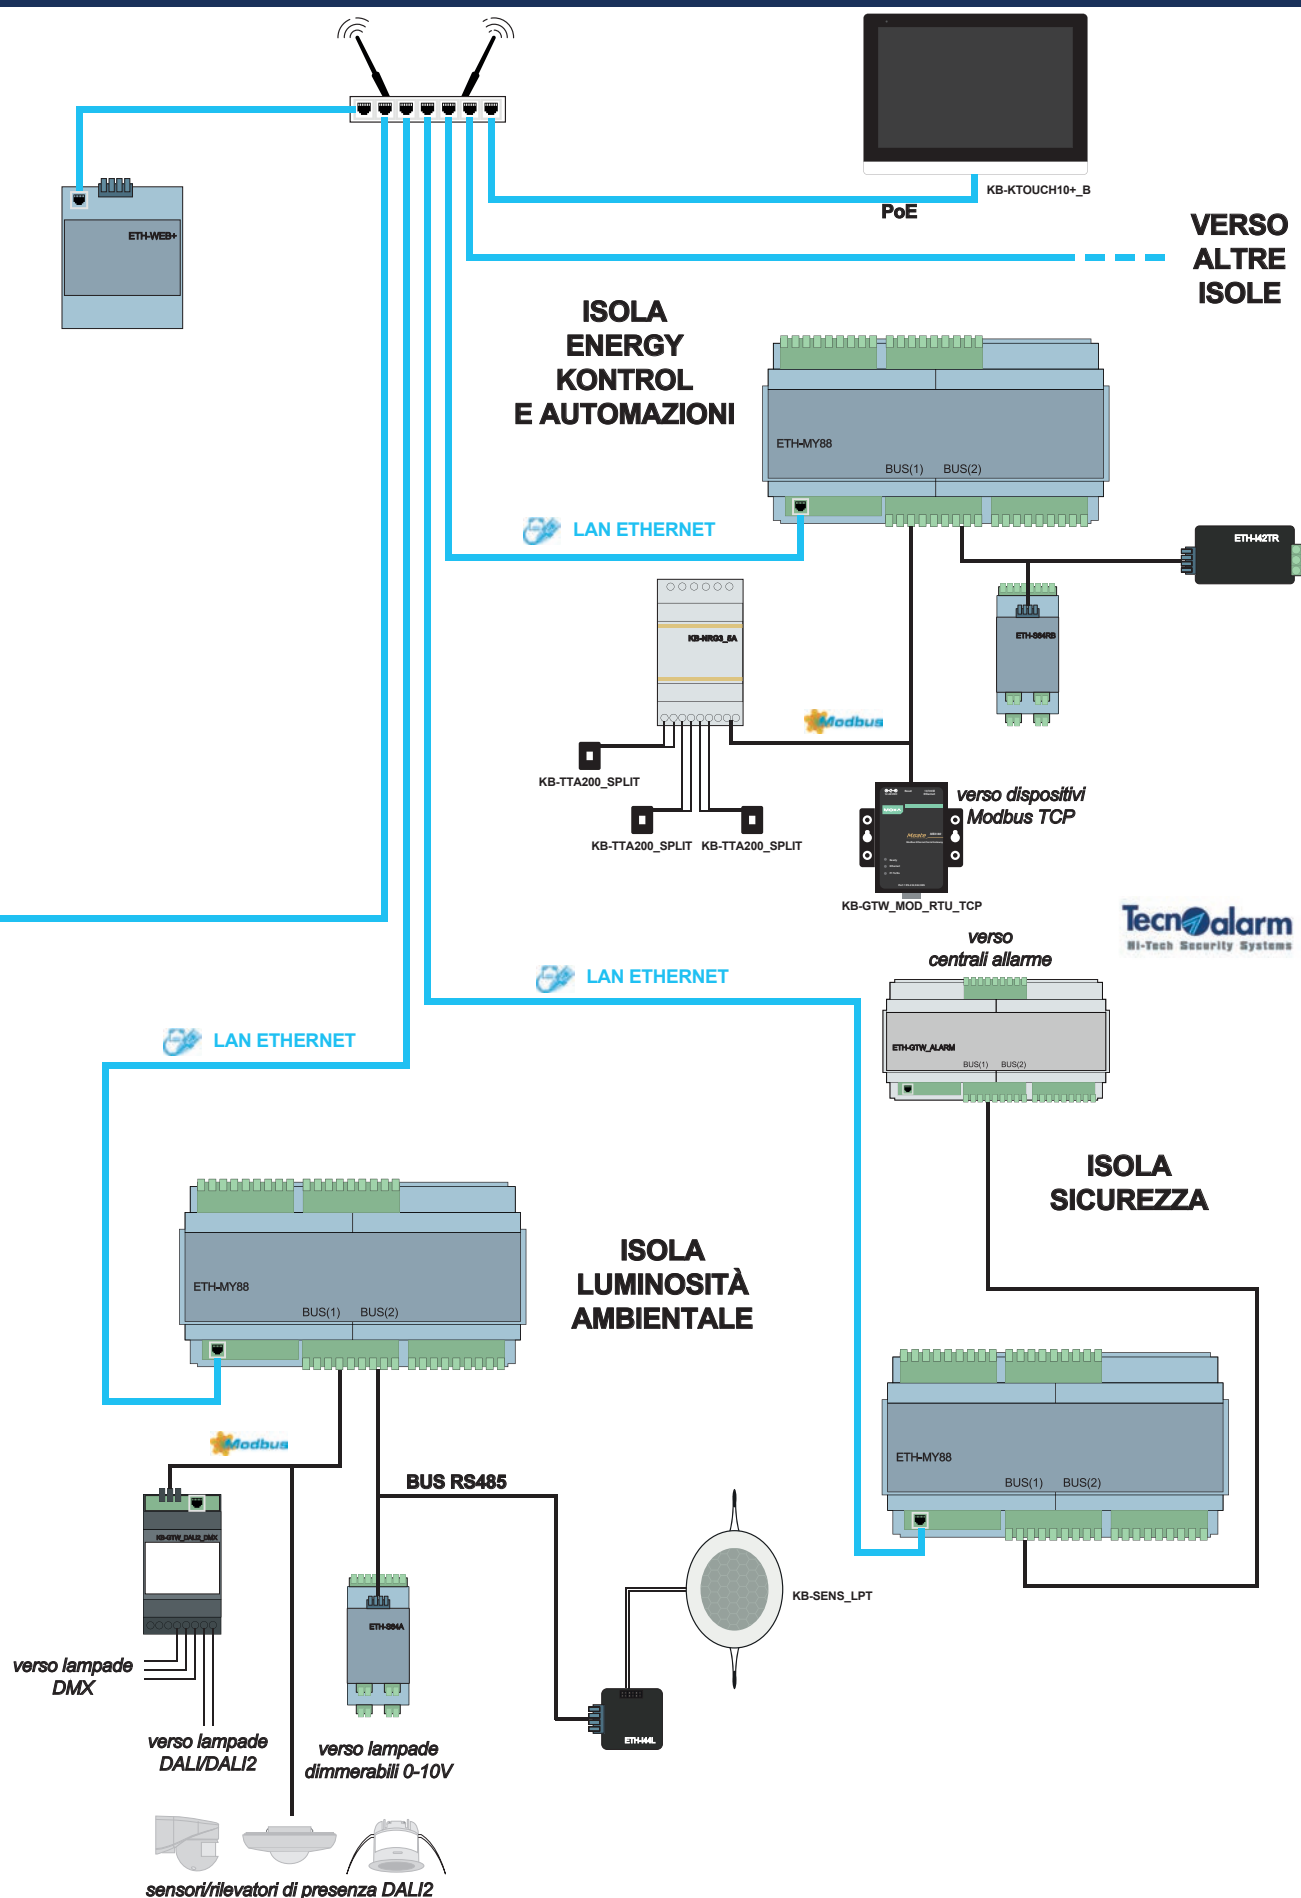 KB-KTOUCH10+_B
PoE
ETH-WEB+
VERSO
ALTRE
ISOLE
ISOLA
ENERGY
KONTROL
E AUTOMAZIONI
ETH-MY88
BUS(1) BUS(2)
LAN ETHERNET
ETH-I42TR
ETH-S64RB
KB-NRG3_5A
Modbus
KB-TTA200_SPLIT
KB-TTA200_SPLIT KB-TTA200_SPLIT
verso dispositivi
Modbus TCP
MOXA
KB-GTW_MOD_RTU_TCP
Tecnoalarm
Hi-Tech Security Systems
verso
centrali allarme
LAN ETHERNET
LAN ETHERNET
ETH-GTW_ALARM
BUS(1) BUS(2)
ISOLA
SICUREZZA
ISOLA
LUMINOSITÀ
AMBIENTALE
ETH-MY88
BUS(1) BUS(2)
ETH-MY88
BUS(1) BUS(2)
Modbus
BUS RS485
KB-GTW_DALI2_DMX
KB-SENS_LPT
ETH-S64A
verso lampade
DMX
ETH-I44L
verso lampade
DALI/DALI2
verso lampade
dimmerabili 0-10V
sensori/rilevatori di presenza DALI2